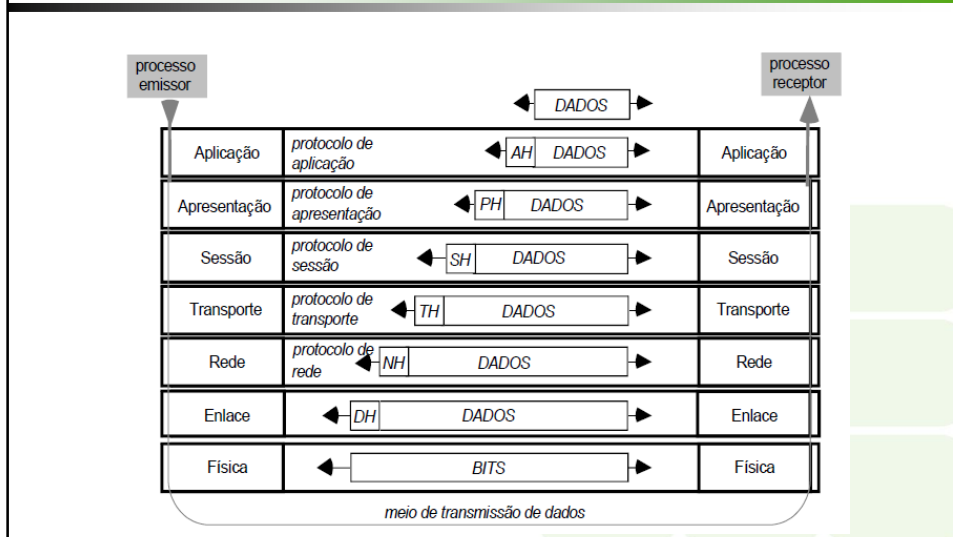 processo
emissor
processo
receptor
DADOS
Aplicação
protocolo de
aplicação
AH DADOS
Aplicação
Apresentação
protocolo de
apresentação
PH DADOS
Apresentação
Sessão
protocolo de
sessão
SH DADOS
Sessão
Transporte
protocolo de
transporte
TH DADOS
Transporte
Rede
protocolo de
rede
NH DADOS
Rede
Enlace
DH DADOS
Enlace
Física
BITS
Física
meio de transmissão de dados